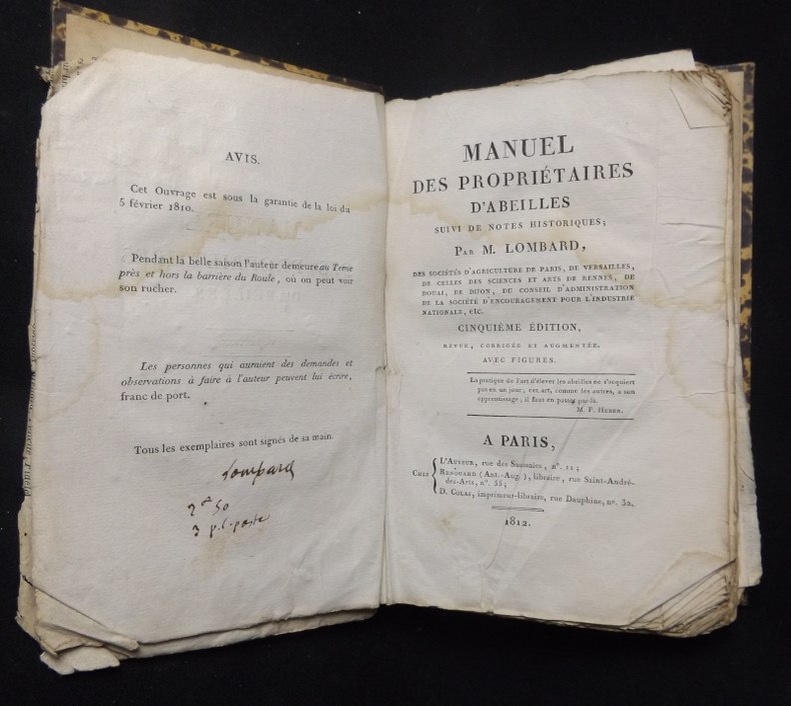 AVIS.
Cet Ouvrage est sous la garantie de la loi du
5 février 1810.
Pendant la belle saison l'auteur demeure au Terne
près et hors la barrière du Roule, où on peut voir
son rucher.
Les personnes qui auraient des demandes et
observations à faire à l'auteur peuvent lui écrire,
franc de port.
Tous les exemplaires sont signés de sa main.
Lombard
2 50
3 p. l. poste
MANUEL
DES PROPRIÉTAIRES
D'ABEILLES
SUIVI DE NOTES HISTORIQUES;
PAR M. LOMBARD,
DES SOCIÉTÉS D'AGRICULTURE DE PARIS, DE VERSAILLES,
DE CELLES DES SCIENCES ET ARTS DE RENNES, DE
DOUAI, DE DIJON, DU CONSEIL D'ADMINISTRATION
DE LA SOCIÉTÉ D'ENCOURAGEMENT POUR L'INDUSTRIE
NATIONALE, etc.
CINQUIÈME ÉDITION,
REVUE, CORRIGÉE ET AUGMENTÉE.
AVEC FIGURES.
La pratique de l'art d'élever les abeilles ne s'acquiert
pas en un jour; cet art, comme les autres, a son
apprentissage; il faut en passer par-là.
M. F. HUBER.
A PARIS,
CHEZ
L'AUTEUR, rue des Saussaies, n°. 11;
RENOUARD (Ant.-Aug.), libraire, rue Saint-André-
des-Arts, n°. 55;
D. COLAS, imprimeur-libraire, rue Dauphine, n°. 32.
1812.